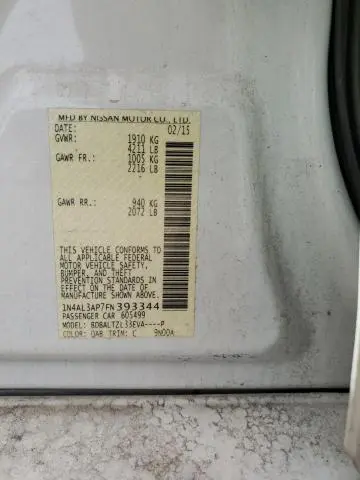 MFD BY NISSAN MOTOR CO., LTD.
DATE: 02/15
GVWR: 1910 KG
4211 LB
GAWR FR.: 1005 KG
2216 LB
GAWR RR.: 940 KG
2072 LB
THIS VEHICLE CONFORMS TO
ALL APPLICABLE FEDERAL
MOTOR VEHICLE SAFETY,
BUMPER, AND THEFT
PREVENTION STANDARDS IN
EFFECT ON THE DATE OF
MANUFACTURE SHOWN ABOVE.
1N4AL3AP7FN393344
PASSENGER CAR 605499
MODEL: BDBALTZL33EVA----P
COLOR: QAB TRIM: C 9N00A